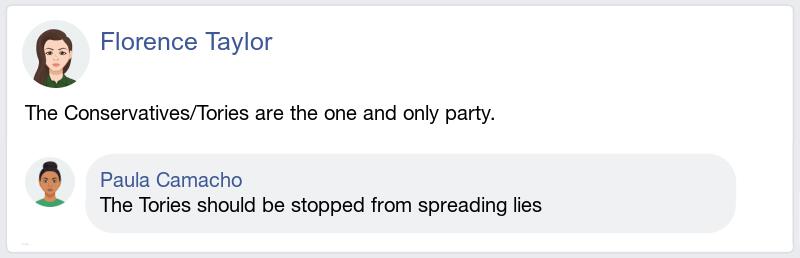 Florence Taylor
The Conservatives/Tories are the one and only party.
Paula Camacho
The Tories should be stopped from spreading lies